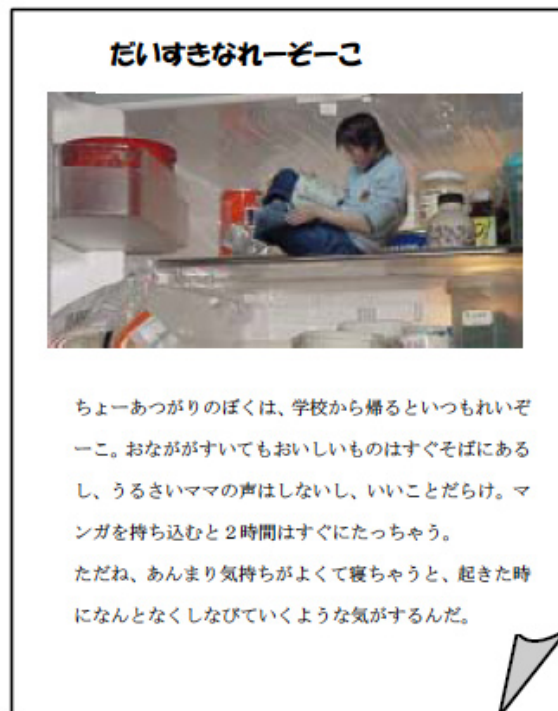 だいすきなれーぞーこ
ちょーあつがりのぼくは、学校から帰るといつもれいぞ
ーこ。おなががすいてもおいしいものはすぐそばにある
し、うるさいママの声はしないし、いいことだらけ。マ
ンガを持ち込むと２時間はすぐにたっちゃう。
ただね、あんまり気持ちがよくて寝ちゃうと、起きた時
になんとなくしなびていくような気がするんだ。